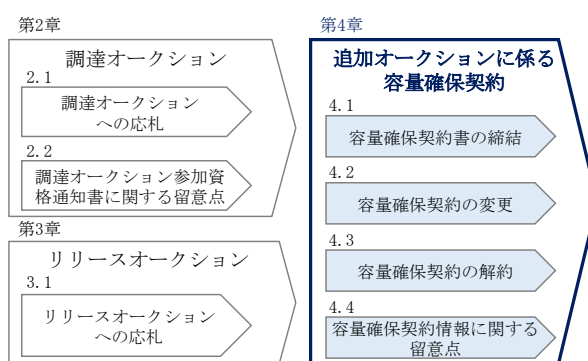 第2章
調達オークション
2.1
調達オークション
への応札
2.2
調達オークション参加資
格通知書に関する留意点
第3章
リリースオークション
3.1
リリースオークション
への応札
第4章
追加オークションに係る
容量確保契約
4.1
容量確保契約書の締結
4.2
容量確保契約の変更
4.3
容量確保契約の解約
4.4
容量確保契約情報に関する
留意点